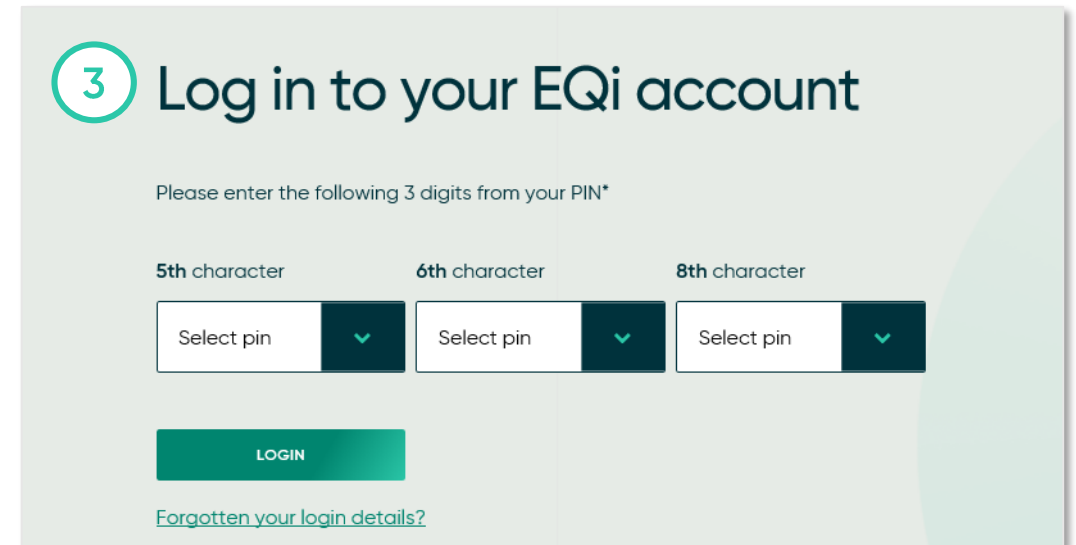 3
Log in to your EQi account
Please enter the following 3 digits from your PIN*
5th character 6th character 8th character
Select pin Select pin Select pin
LOGIN
Forgotten your login details?